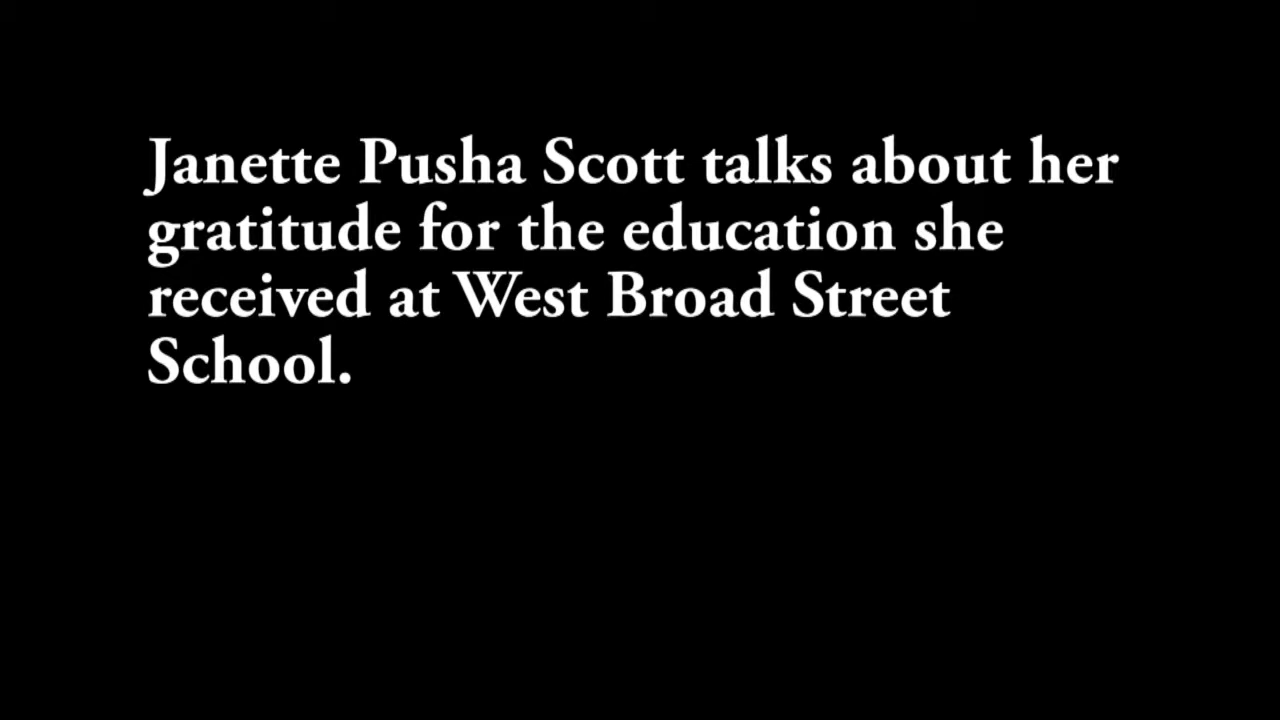 Janette Pusha Scott talks about her
gratitude for the education she
received at West Broad Street
School.